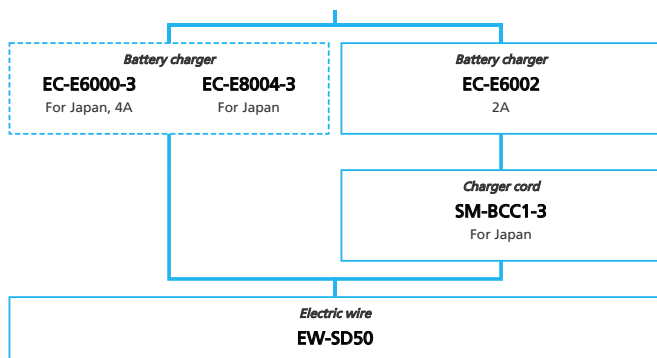 Battery charger
EC-E6000-3 EC-E8004-3
For Japan, 4A For Japan
Battery charger
EC-E6002
2A
Charger cord
SM-BCC1-3
For Japan
Electric wire
EW-SD50